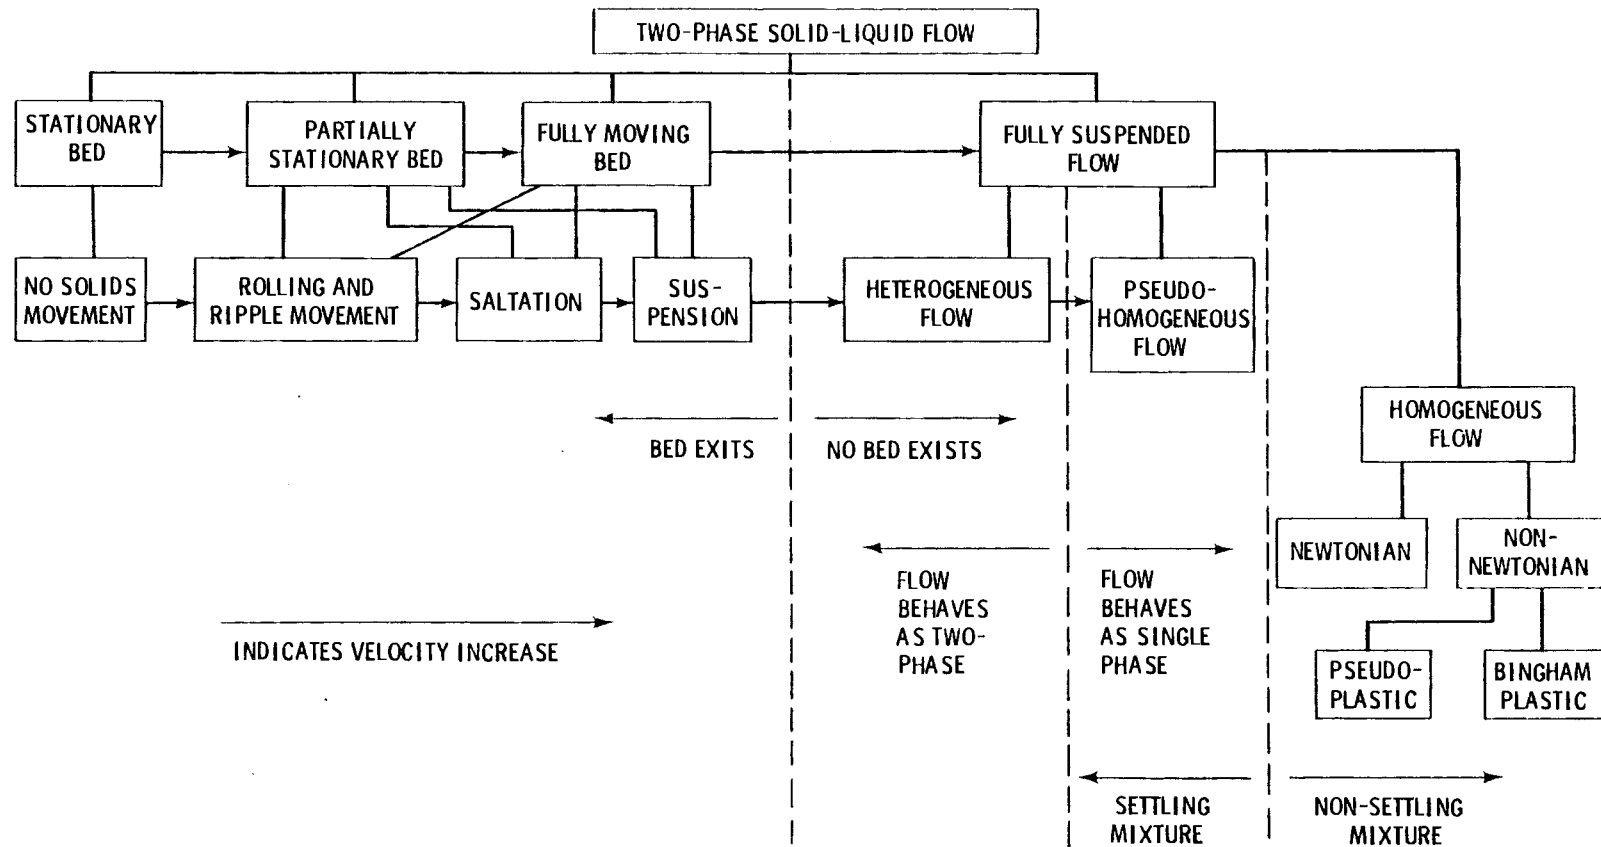 TWO-PHASE SOLID-LIQUID FLOW
STATIONARY
BED
PARTIALLY
STATIONARY BED
FULLY MOVING
BED
FULLY SUSPENDED
FLOW
NO SOLIDS
MOVEMENT
ROLLING AND
RIPPLE MOVEMENT
SALTATION
SUS-
PENSION
HETEROGENEOUS
FLOW
PSEUDO-
HOMOGENEOUS
FLOW
HOMOGENEOUS
FLOW
BED EXITS
NO BED EXISTS
NEWTONIAN
NON-
NEWTONIAN
FLOW
BEHAVES
AS TWO-
PHASE
FLOW
BEHAVES
AS SINGLE
PHASE
INDICATES VELOCITY INCREASE
PSEUDO-
PLASTIC
BINGHAM
PLASTIC
SETTLING
MIXTURE
NON-SETTLING
MIXTURE